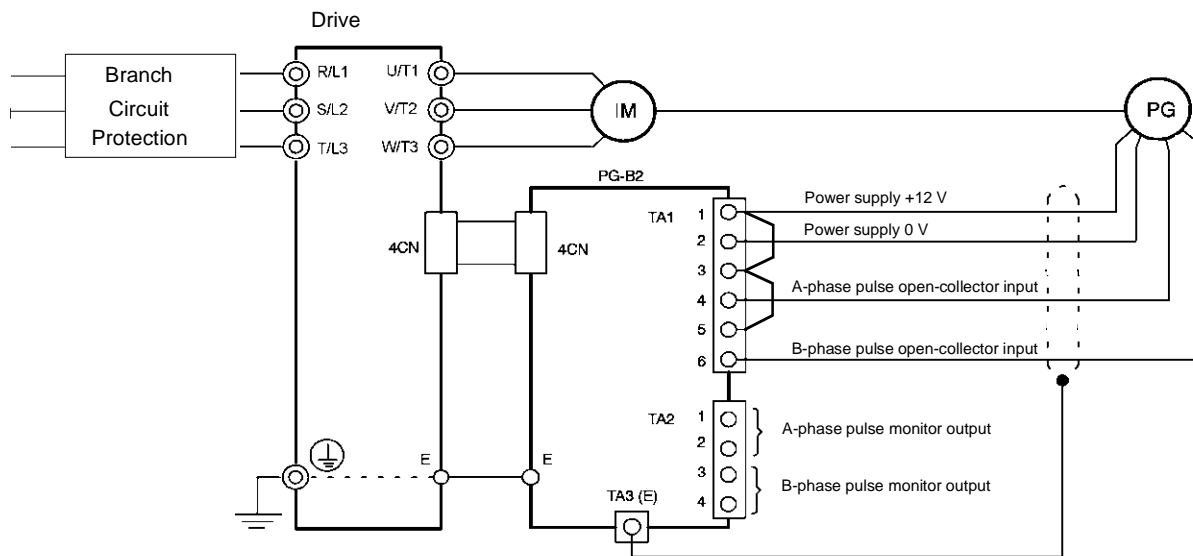 Drive
Branch
Circuit
Protection
R/L1
U/T1
S/L2
V/T2
T/L3
W/T3
IM
PG
PG-B2
4CN
4CN
TA1
1
2
3
4
5
6
Power supply +12 V
Power supply 0 V
A-phase pulse open-collector input
B-phase pulse open-collector input
TA2
1
2
3
4
A-phase pulse monitor output
B-phase pulse monitor output
E
E
TA3 (E)